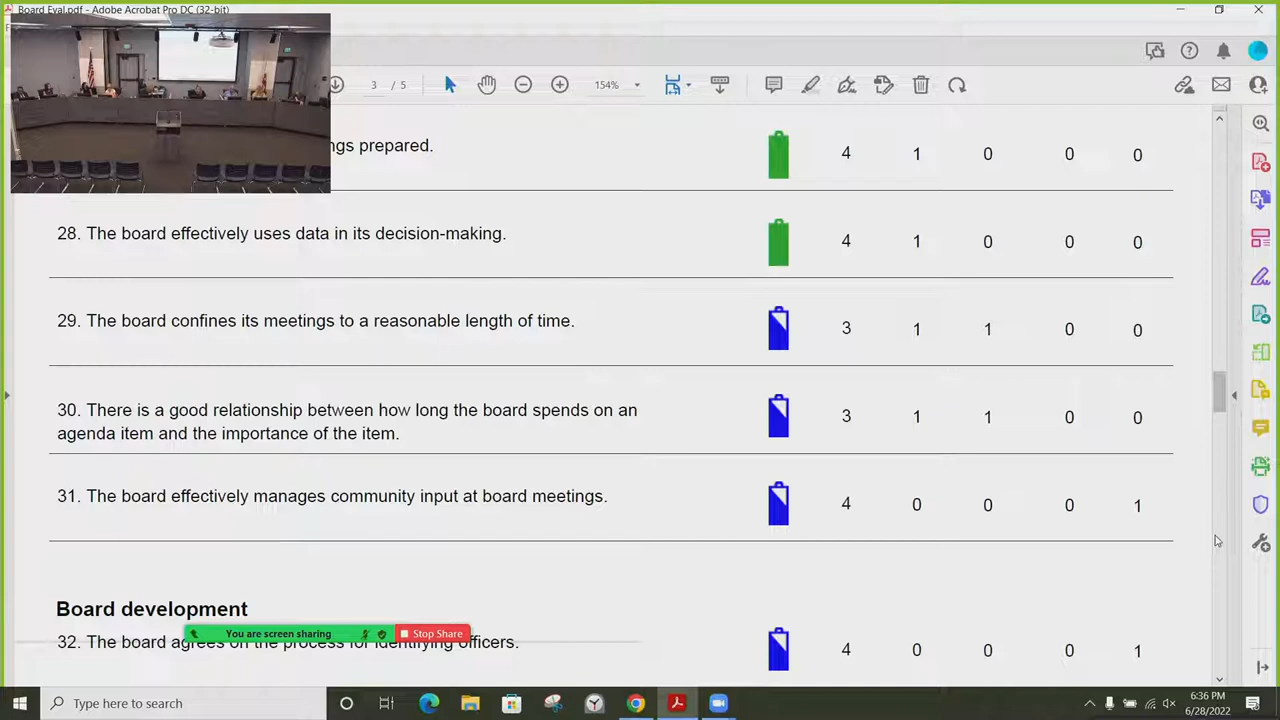 Board Eval.pdf - Adobe Acrobat Pro DC (32-bit)
3 / 5
154%
ngs prepared.
4 1 0 0 0
28. The board effectively uses data in its decision-making.
4 1 0 0 0
29. The board confines its meetings to a reasonable length of time.
3 1 1 0 0
30. There is a good relationship between how long the board spends on an
agenda item and the importance of the item.
3 1 1 0 0
31. The board effectively manages community input at board meetings.
4 0 0 0 1
Board development
You are screen sharing
Stop Share
32. The board agrees on the process for identifying officers.
4 0 0 0 1
Type here to search
6:36 PM
6/28/2022